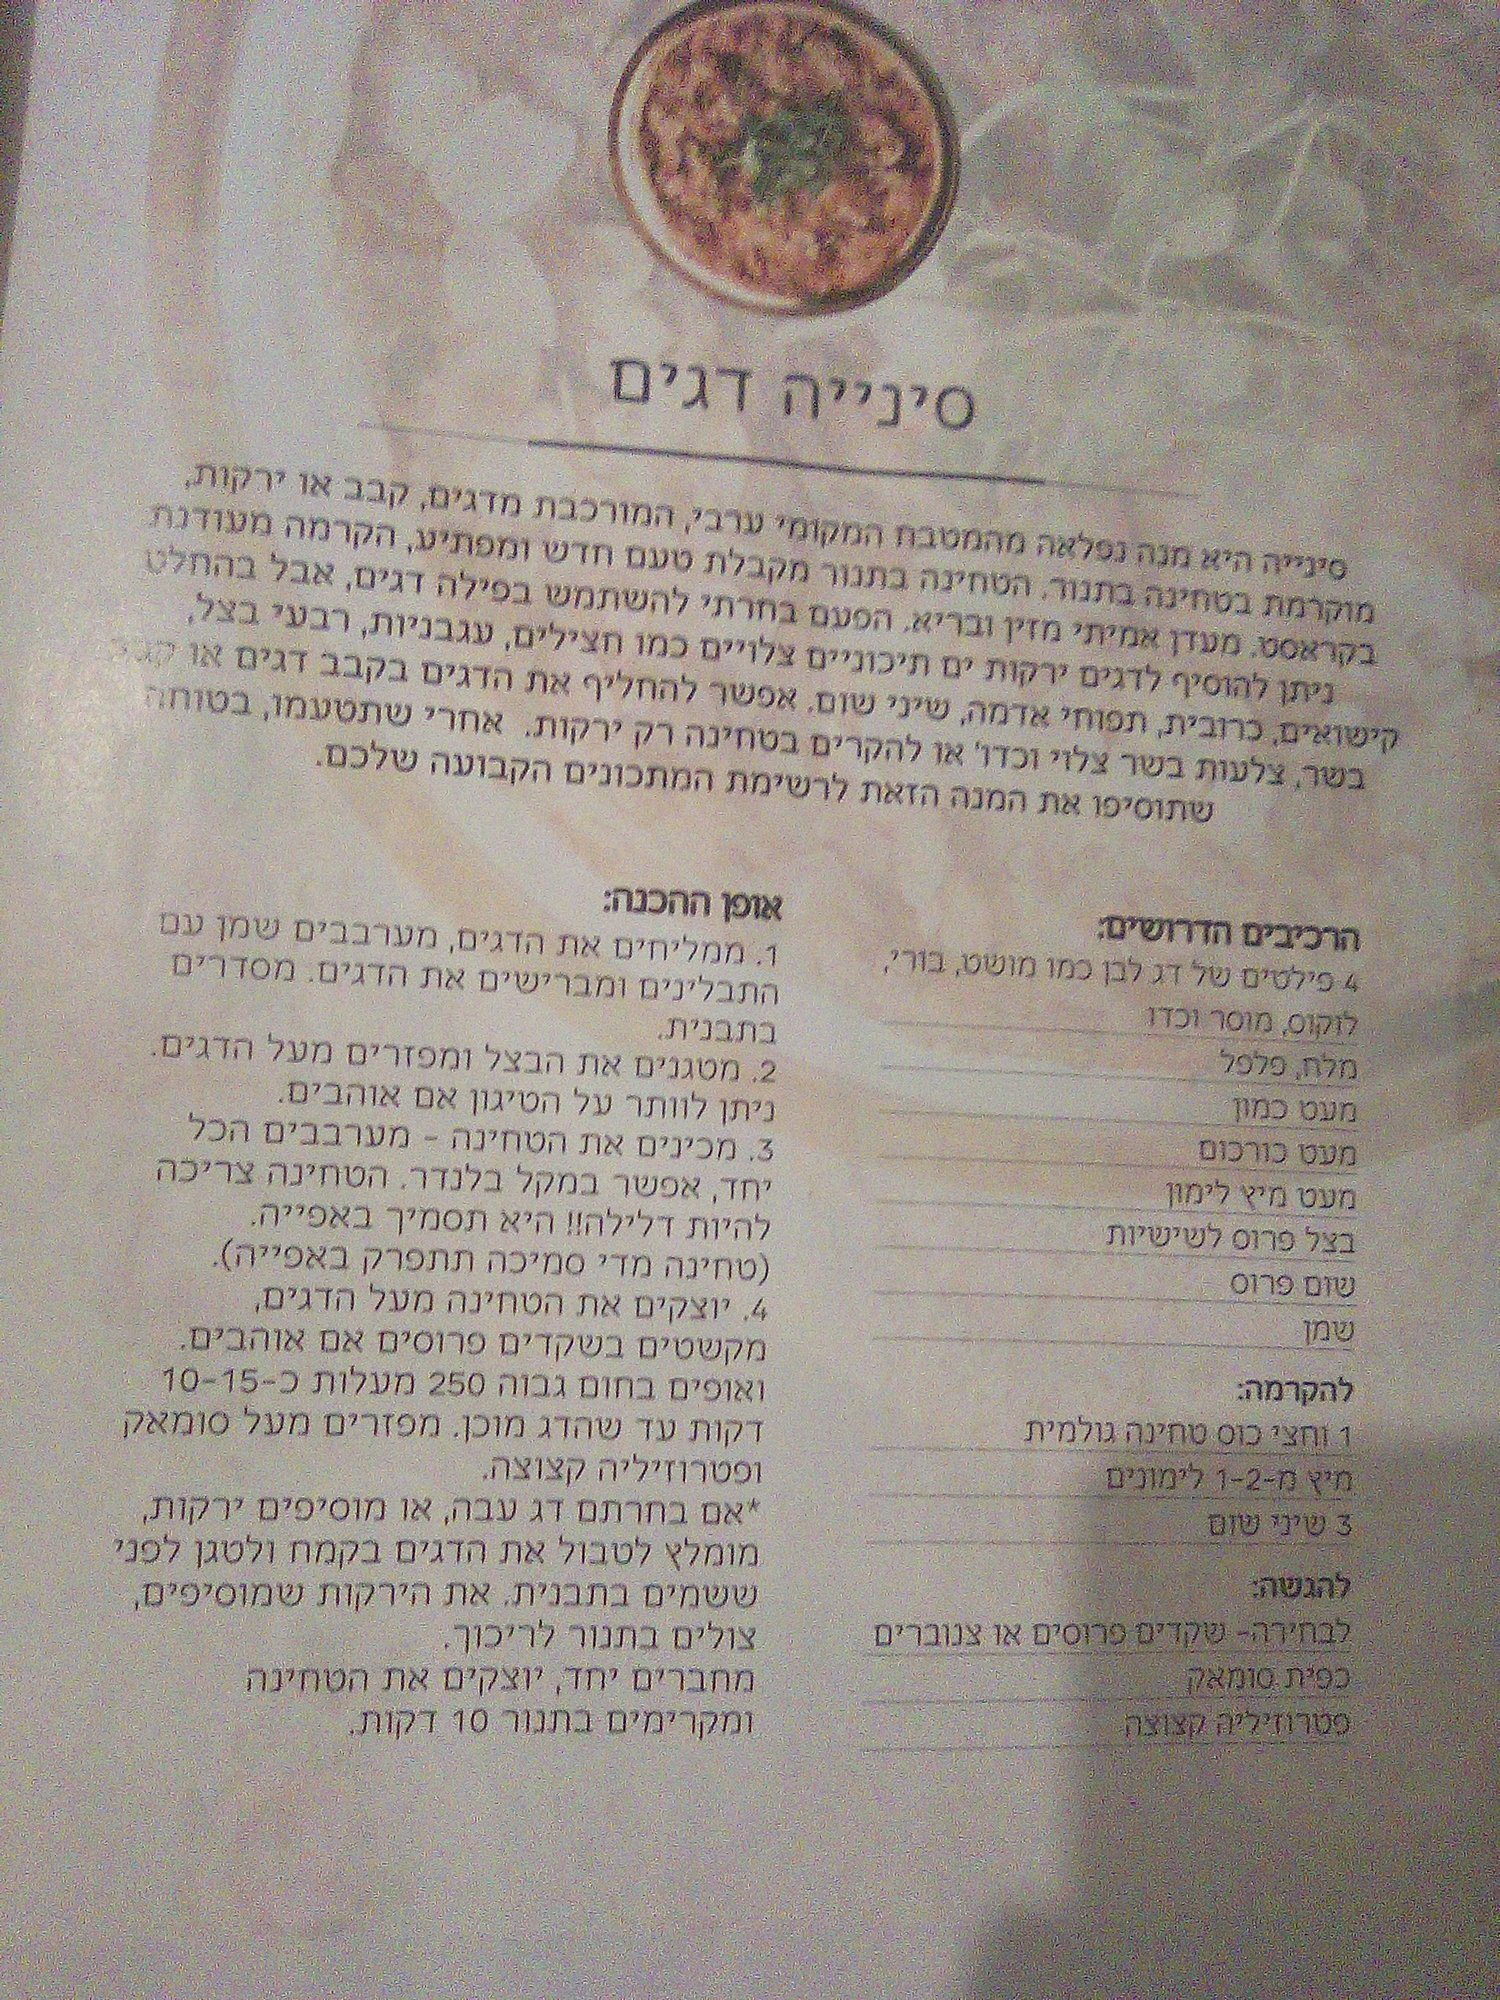 סינייה דגים
סינייה היא מנה נפלאה מהמטבח המקומי ערבי, המורכבת מדגים, קבב או ירקות,
מוקרמת בטחינה בתנור. הטחינה בתנור מקבלת טעם חדש ומפתיע, הקרמה מעודנת
בקראסט. מעדן אמיתי מזין ובריא. הפעם בחרתי להשתמש בפילה דגים, אבל בהחלט
ניתן להוסיף לדגים ירקות ים תיכוניים צלויים כמו חצילים, עגבניות, רבעי בצל,
קישואים, כרובית, תפוחי אדמה, שיני שום. אפשר להחליף את הדגים בקבב דגים או
בשר, צלעות בשר צלוי וכדו' או להקרים בטחינה רק ירקות. אחרי שתטעמו, בטוחה
שתוסיפו את המנה הזאת לרשימת המתכונים הקבועה שלכם.
הרכיבים הדרושים:
4 פילטים של דג לבן כמו מושט, בורי,
לוקוס, מוסר וכדו
מלח, פלפל
מעט כמון
מעט כורכום
מעט מיץ לימון
בצל פרוס לשישיות
שום פרוס
שמן
להקרמה:
1 וחצי כוס טחינה גולמית
מיץ מ-1-2 לימונים
3 שיני שום
להגשה:
לבחירה- שקדים פרוסים או צנוברים
כפית סומאק
פטרוזיליה קצוצה
אופן ההכנה:
1. ממליחים את הדגים, מערבבים שמן עם
התבלינים ומברישים את הדגים. מסדרים
בתבנית.
2. מטגנים את הבצל ומפזרים מעל הדגים.
ניתן לוותר על הטיגון אם אוהבים.
3. מכינים את הטחינה - מערבבים הכל
יחד, אפשר במקל בלנדר. הטחינה צריכה
להיות דלילה!! היא תסמיך באפייה.
(טחינה מדי סמיכה תתפרק באפייה).
4. יוצקים את הטחינה מעל הדגים,
מקשטים בשקדים פרוסים אם אוהבים.
ואופים בחום גבוה 250 מעלות כ-10-15
דקות עד שהדג מוכן. מפזרים מעל סומאק
ופטרוזיליה קצוצה.
*אם בחרתם דג עבה, או מוסיפים ירקות,
מומלץ לטבול את הדגים בקמח ולטגן לפני
ששמים בתבנית. את הירקות שמוסיפים,
צולים בתנור לריכוך.
מחברים יחד, יוצקים את הטחינה
ומקרימים בתנור 10 דקות.